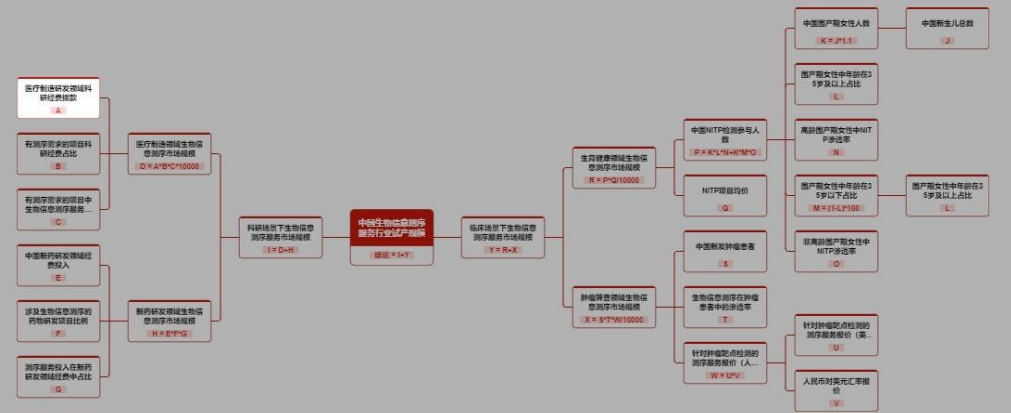 医疗制造研发领域科
研经费拨款
A
有测序需求的项目科
研经费占比
B
有测序需求的项目中
生物信息测序服务...
C
中国新药研发领域经
费投入
E
涉及生物信息测序的
药物研发项目比例
F
测序服务投入在新药
研发领域经费中占比
G
医疗制造领域生物信
息测序市场规模
D = A*B*C*10000
新药研发领域生物信
息测序市场规模
H = E*F*G
科研场景下生物信息
测序服务市场规模
I = D+H
中国生物信息测序
服务行业试产规模
结论 = I+Y
临床场景下生物信息
测序服务市场规模
Y = R+X
生育健康领域生物信
息测序市场规模
R = P*Q/10000
肿瘤筛查领域生物信
息测序市场规模
X = S*T*W/10000
中国NITP检测参与人
数
P = K*L*N+K*M*O
NITP项目均价
Q
中国新发肿瘤患者
S
生物信息测序在肿瘤
患者中的渗透率
T
针对肿瘤靶点检测的
测序服务报价（人...
W = U*V
中国围产期女性人数
K = J*1.1
围产期女性中年龄在3
5岁及以上占比
L
高龄围产期女性中NIT
P渗透率
N
围产期女性中年龄在3
5岁以下占比
M = (1-L)*100
非高龄围产期女性中
NITP渗透率
O
针对肿瘤靶点检测的
测序服务报价（美...
U
人民币对美元汇率报
价
V
中国新生儿总数
J
围产期女性中年龄在3
5岁及以上占比
L